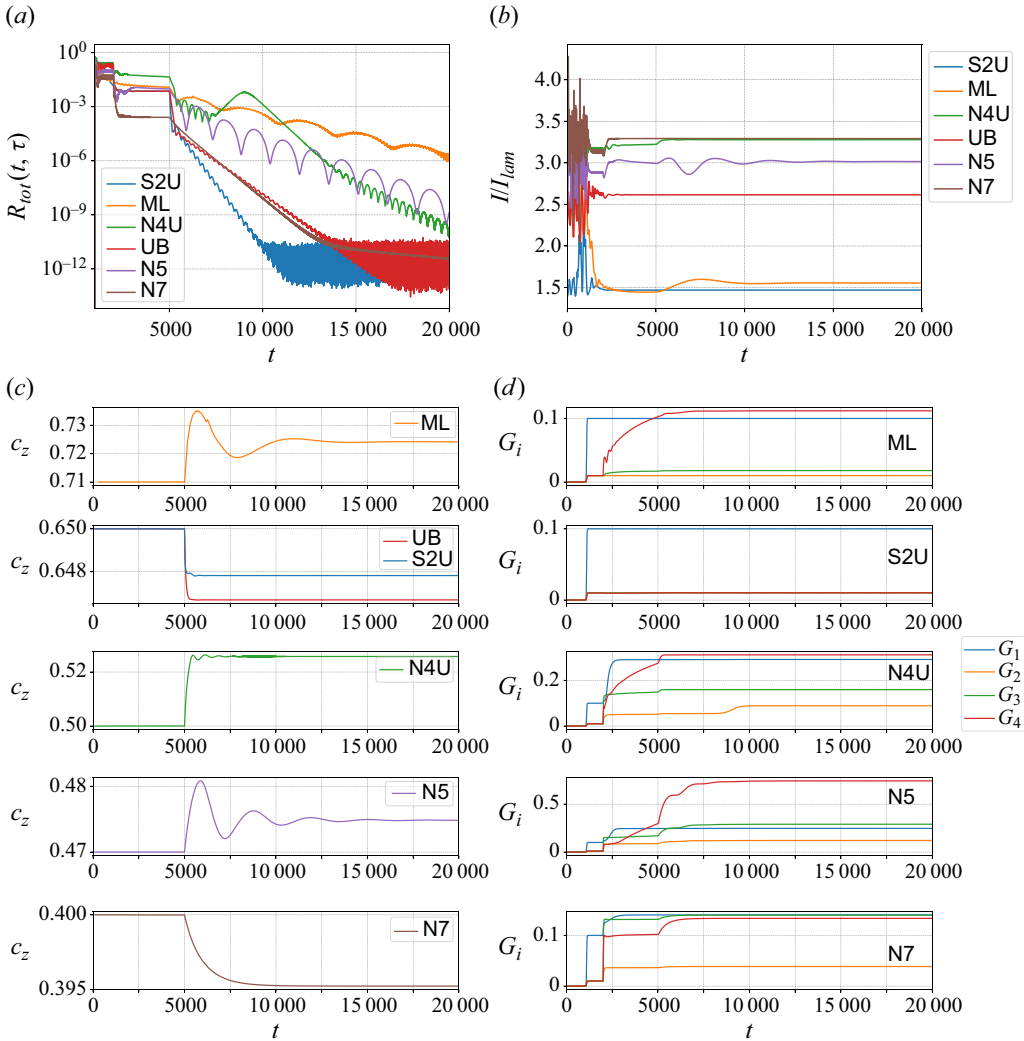 (a)
(b)
10⁰
10⁻³
10⁻⁶
10⁻⁹
10⁻¹²
R_tot(t, τ)
S2U
ML
N4U
UB
N5
N7
5000
10 000
15 000
20 000
t
4.0
3.5
3.0
2.5
2.0
1.5
I/I_lam
0
5000
10 000
15 000
20 000
t
S2U
ML
N4U
UB
N5
N7
(c)
(d)
0.73
0.72
0.71
c_z
ML
0
5000
10 000
15 000
20 000
0.1
0
G_i
ML
0
5000
10 000
15 000
20 000
0.650
0.648
c_z
UB
S2U
0
5000
10 000
15 000
20 000
0.1
0
G_i
S2U
0
5000
10 000
15 000
20 000
0.52
0.50
c_z
N4U
0
5000
10 000
15 000
20 000
0.2
0
G_i
N4U
0
5000
10 000
15 000
20 000
G₁
G₂
G₃
G₄
0.48
0.47
c_z
N5
0
5000
10 000
15 000
20 000
0.5
0
G_i
N5
0
5000
10 000
15 000
20 000
0.400
0.395
c_z
N7
0
5000
10 000
15 000
20 000
t
0.1
0
G_i
N7
0
5000
10 000
15 000
20 000
t